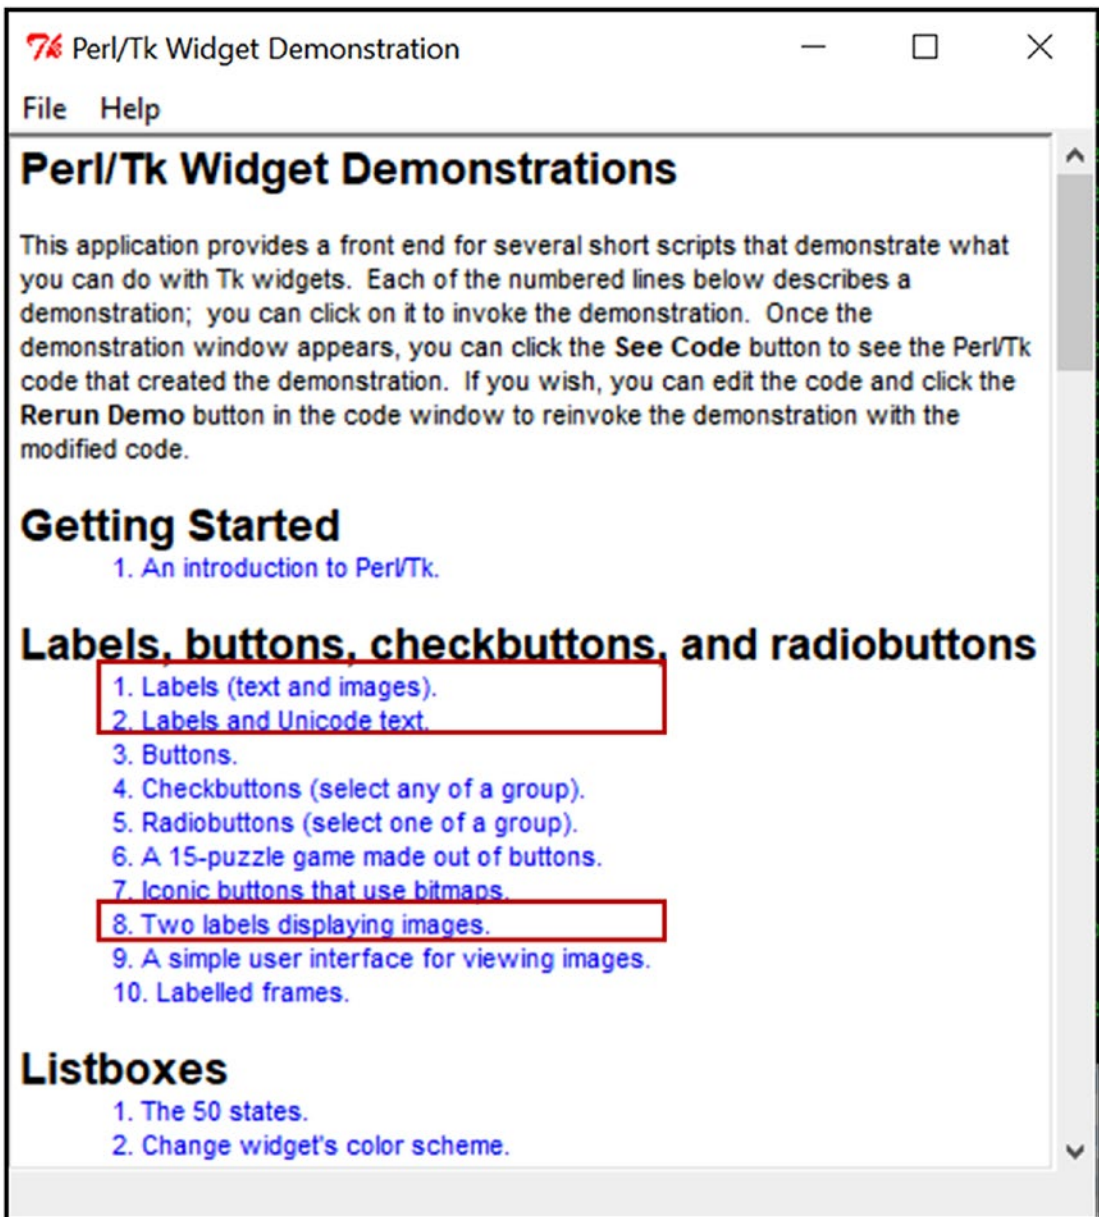 Perl/Tk Widget Demonstration
File Help
Perl/Tk Widget Demonstrations
This application provides a front end for several short scripts that demonstrate what
you can do with Tk widgets. Each of the numbered lines below describes a
demonstration; you can click on it to invoke the demonstration. Once the
demonstration window appears, you can click the See Code button to see the Perl/Tk
code that created the demonstration. If you wish, you can edit the code and click the
Rerun Demo button in the code window to reinvoke the demonstration with the
modified code.
Getting Started
1. An introduction to Perl/Tk.
Labels, buttons, checkbuttons, and radiobuttons
1. Labels (text and images).
2. Labels and Unicode text.
3. Buttons.
4. Checkbuttons (select any of a group).
5. Radiobuttons (select one of a group).
6. A 15-puzzle game made out of buttons.
7. Iconic buttons that use bitmaps.
8. Two labels displaying images.
9. A simple user interface for viewing images.
10. Labelled frames.
Listboxes
1. The 50 states.
2. Change widget's color scheme.